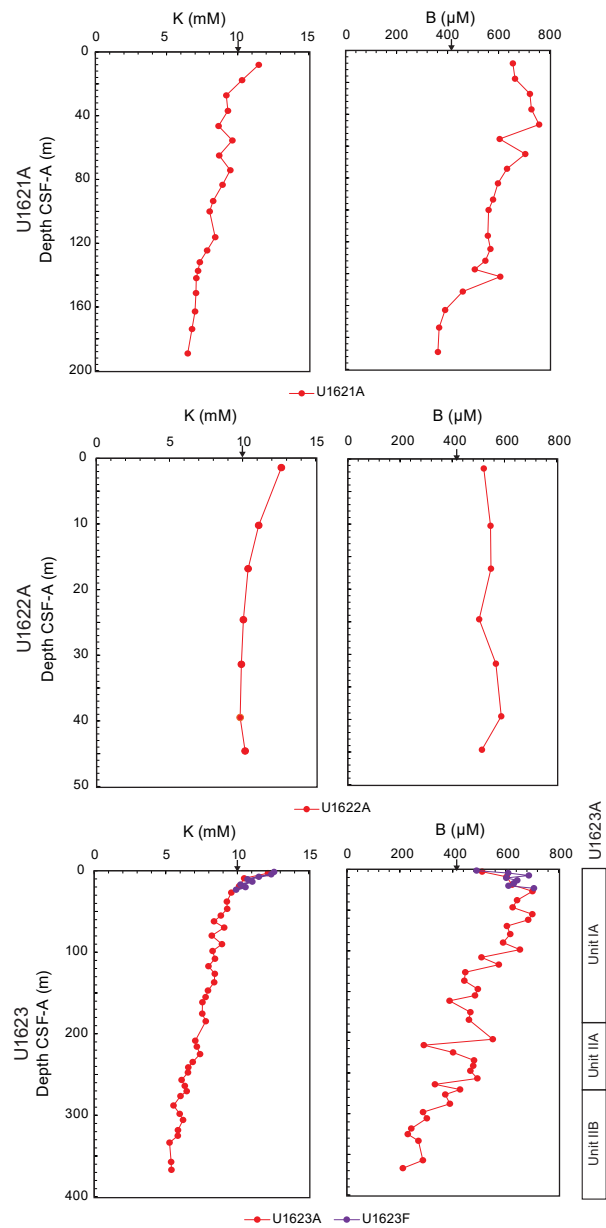 K (mM)
B (µM)
0 5 10 15
0 200 400 600 800
0
40
80
120
160
200
U1621A
Depth CSF-A (m)
U1621A
K (mM)
B (µM)
0 5 10 15
0 200 400 600 800
0
10
20
30
40
50
U1622A
Depth CSF-A (m)
U1622A
K (mM)
B (µM)
0 5 10 15
0 200 400 600 800
0
100
200
300
400
U1623
Depth CSF-A (m)
U1623A
Unit IA
Unit IIA
Unit IIB
U1623A U1623F